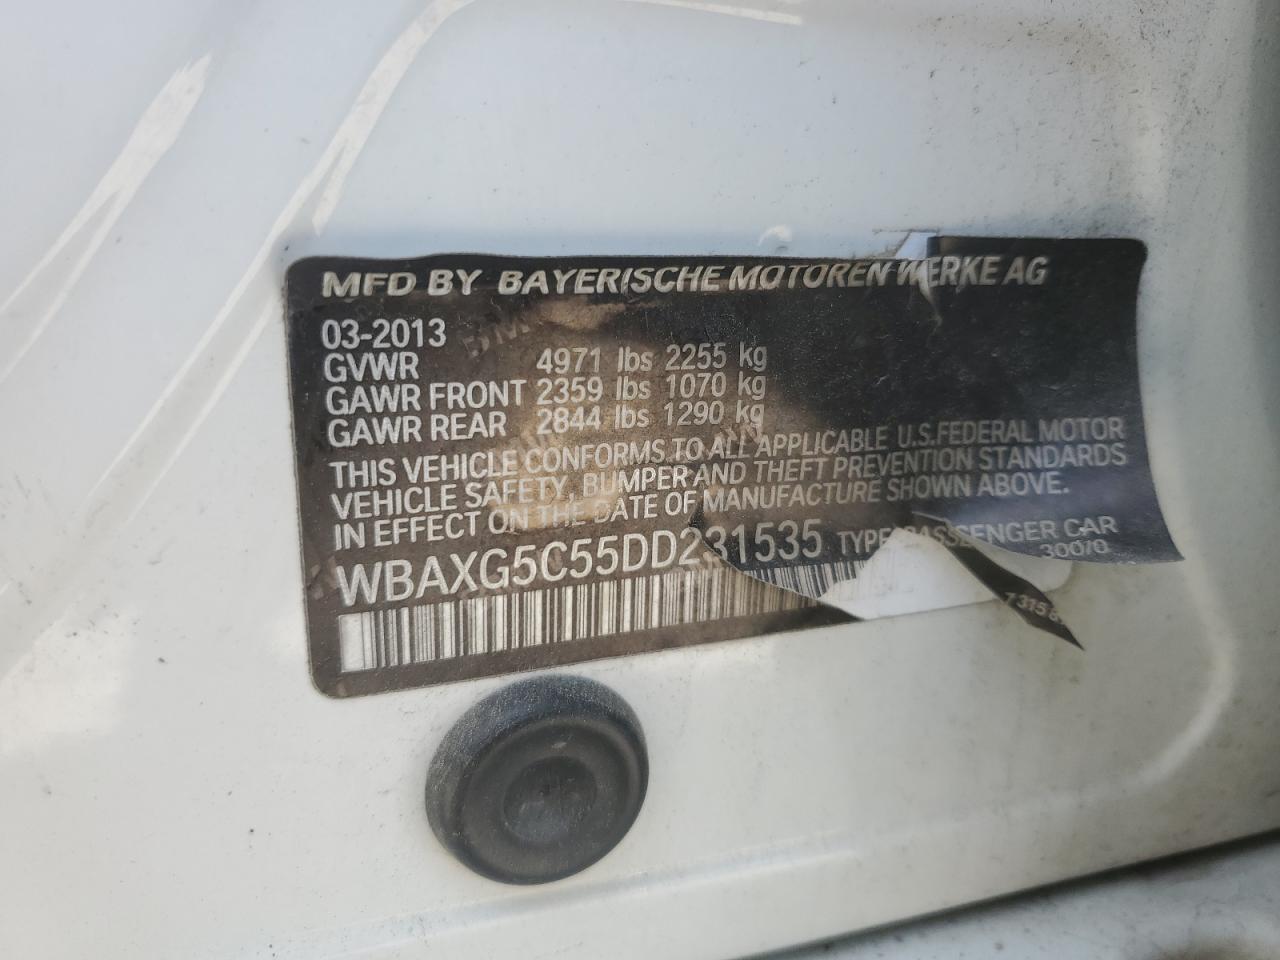 MFD BY BAYERISCHE MOTOREN WERKE AG
03-2013
GVWR 4971 lbs 2255 kg
GAWR FRONT 2359 lbs 1070 kg
GAWR REAR 2844 lbs 1290 kg
THIS VEHICLE CONFORMS TO ALL APPLICABLE U.S.FEDERAL MOTOR
VEHICLE SAFETY, BUMPER AND THEFT PREVENTION STANDARDS
IN EFFECT ON THE DATE OF MANUFACTURE SHOWN ABOVE.
WBAXG5C55DD231535 TYPE: PASSENGER CAR